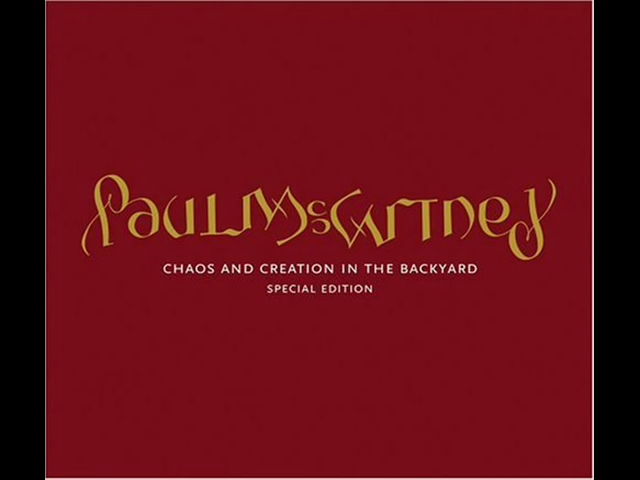 Paul McCartney
CHAOS AND CREATION IN THE BACKYARD
SPECIAL EDITION